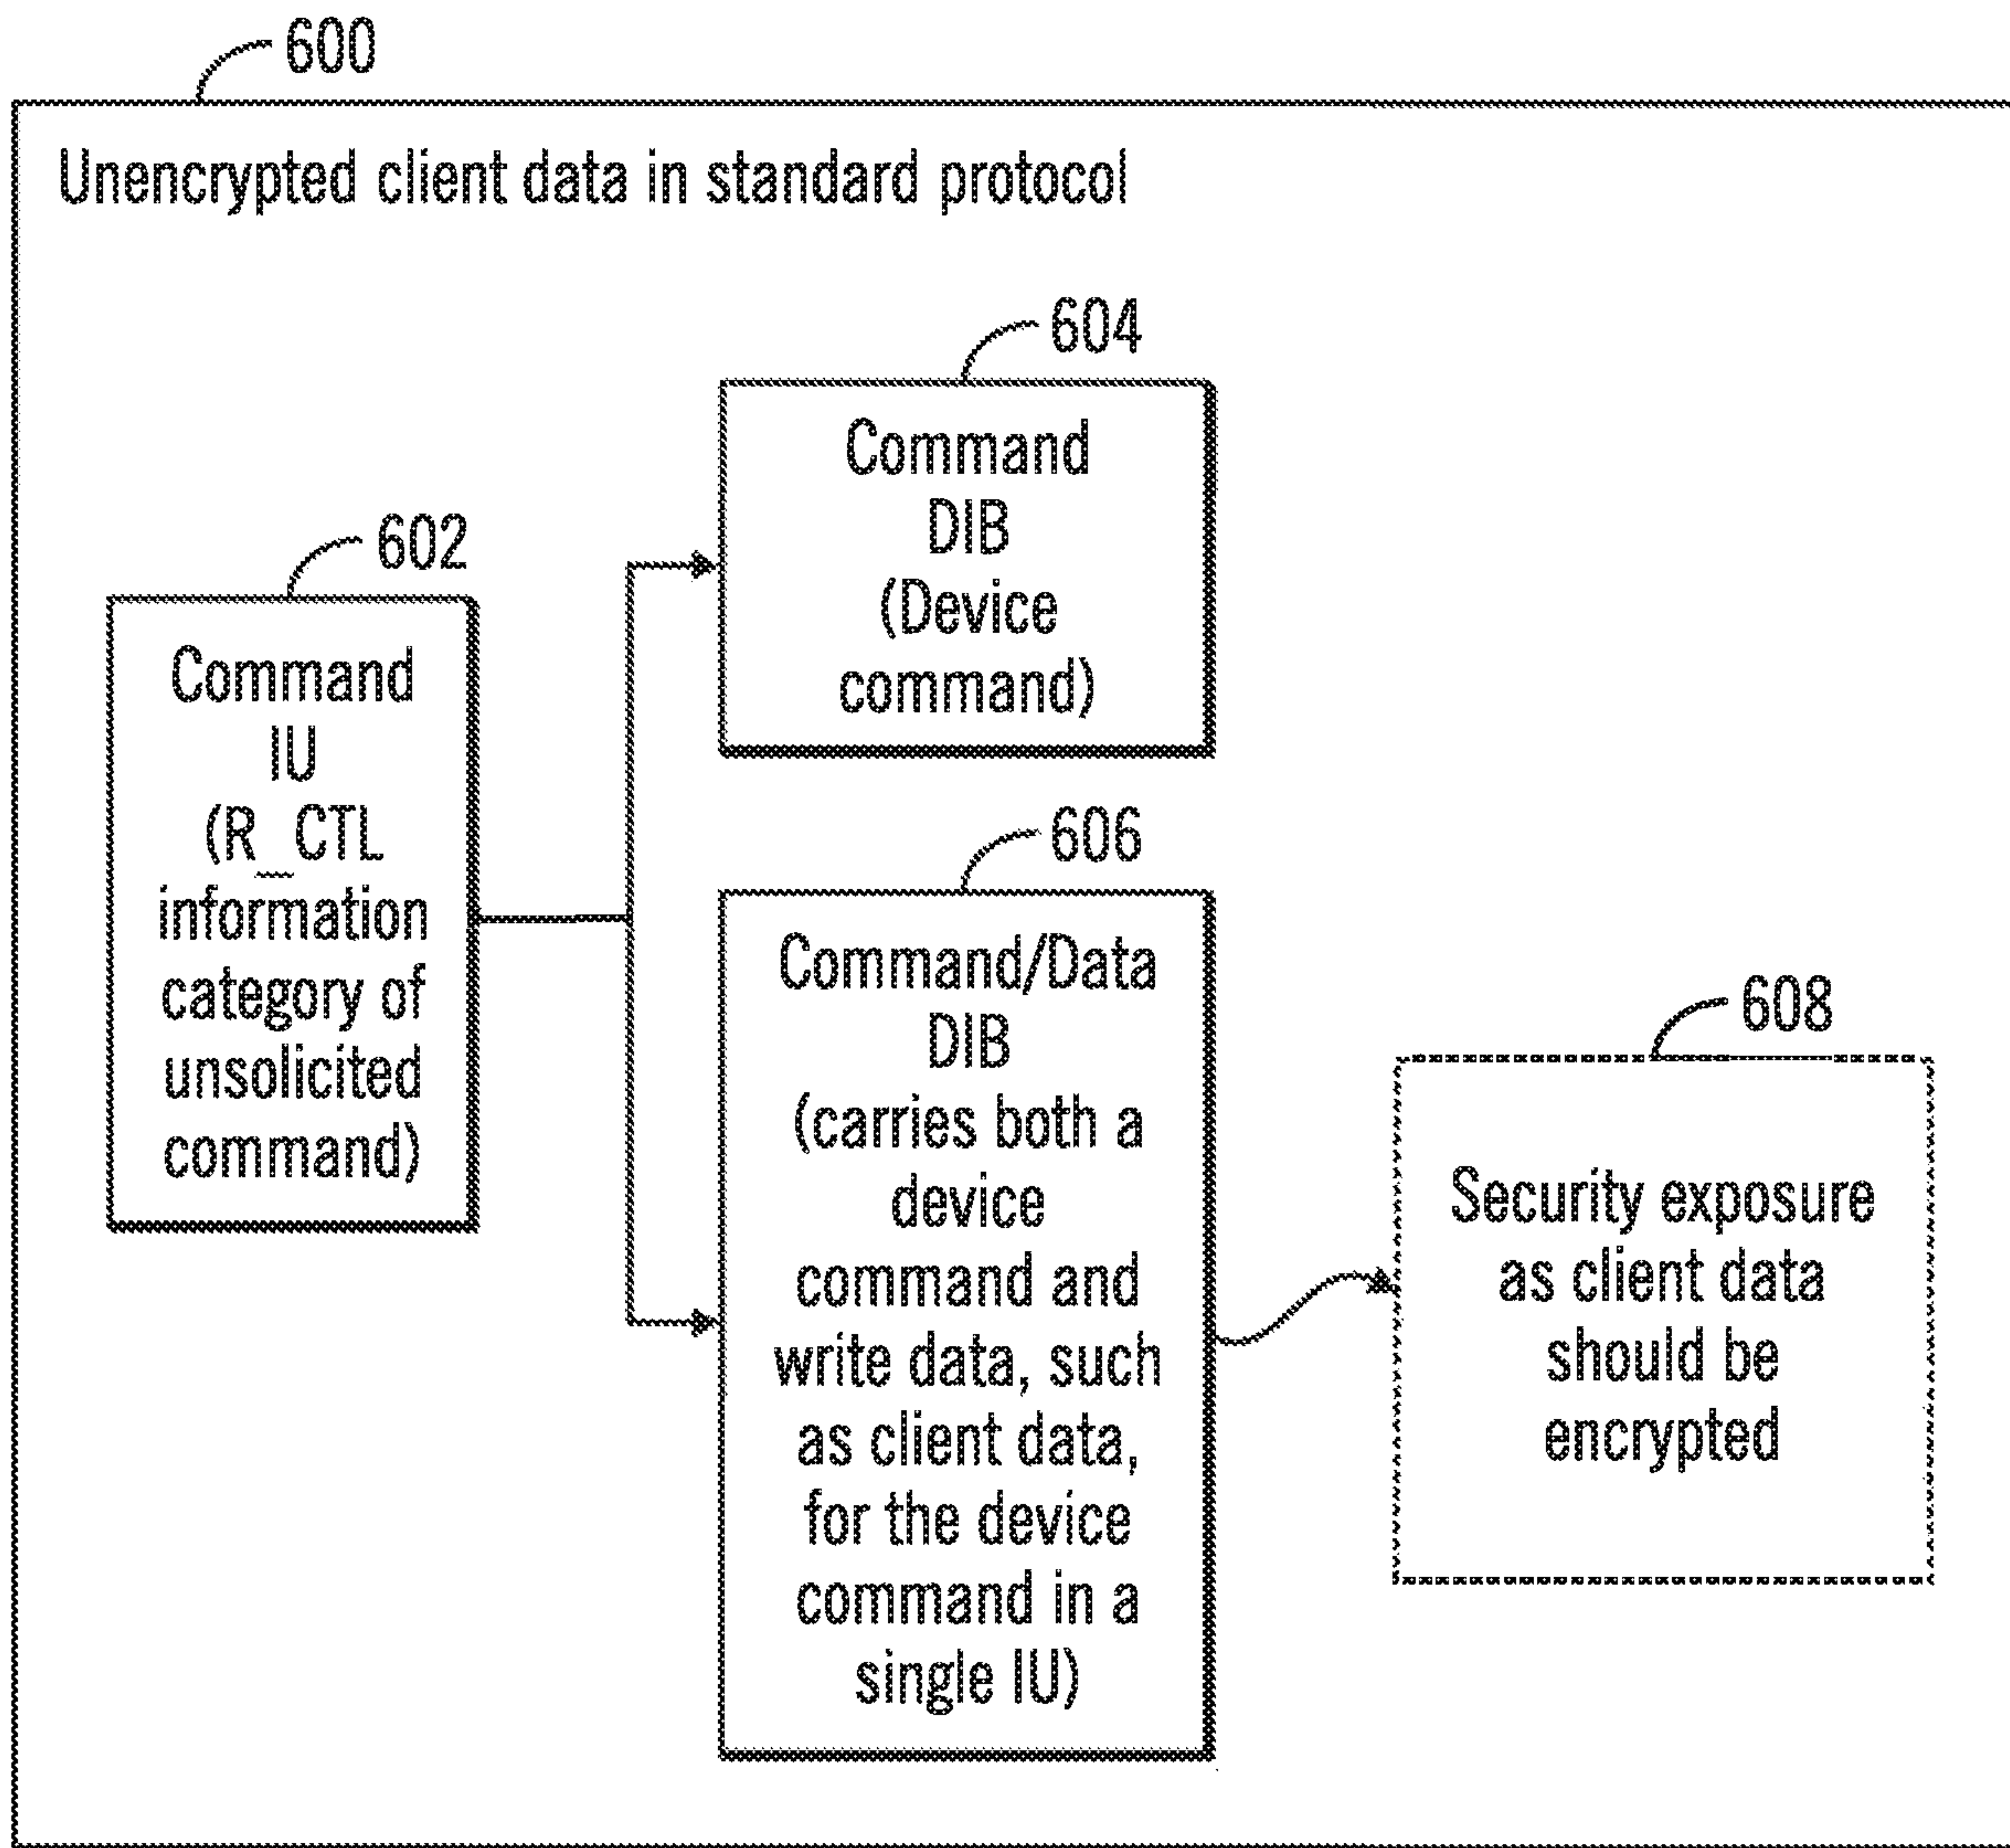 600
Unencrypted client data in standard protocol
604
Command
DIB
(Device
command)
602
Command
IU
(R_CTL
information
category of
unsolicited
command)
606
Command/Data
DIB
(carries both a
device
command and
write data, such
as client data,
for the device
command in a
single IU)
608
Security exposure
as client data
should be
encrypted